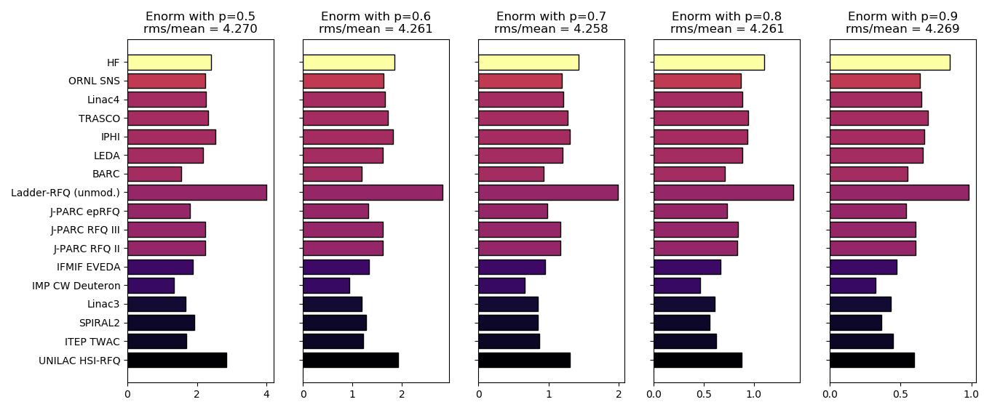 Enorm with p=0.5
rms/mean = 4.270
Enorm with p=0.6
rms/mean = 4.261
Enorm with p=0.7
rms/mean = 4.258
Enorm with p=0.8
rms/mean = 4.261
Enorm with p=0.9
rms/mean = 4.269
HF
ORNL SNS
Linac4
TRASCO
IPHI
LEDA
BARC
Ladder-RFQ (unmod.)
J-PARC epRFQ
J-PARC RFQ III
J-PARC RFQ II
IFMIF EVEDA
IMP CW Deuteron
Linac3
SPIRAL2
ITEP TWAC
UNILAC HSI-RFQ
0 2 4
0 1 2
0 1 2
0.0 0.5 1.0
0.0 0.5 1.0